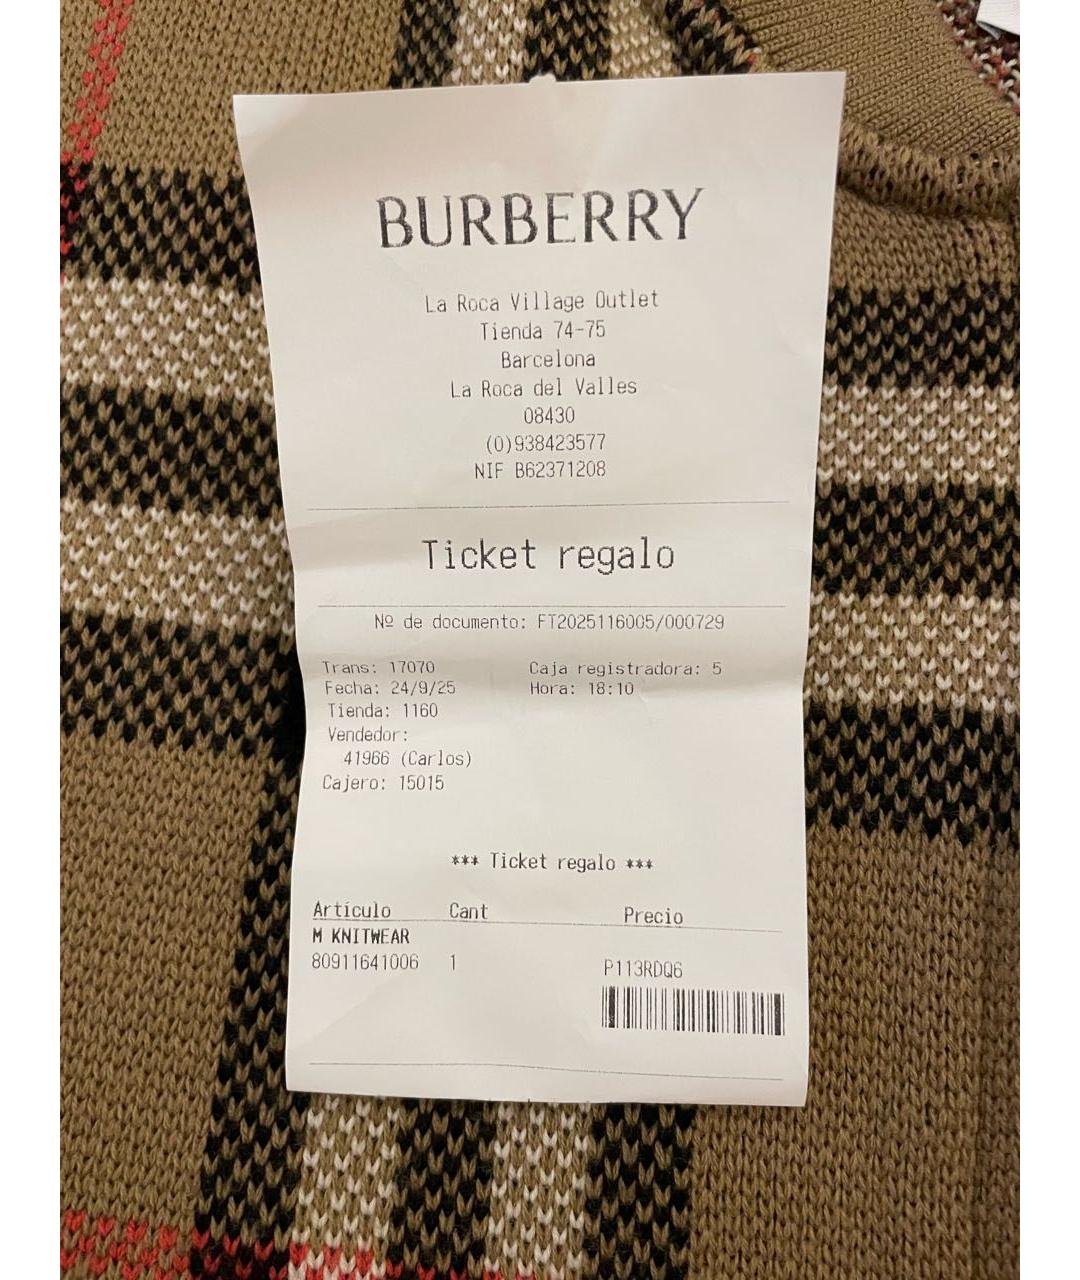 BURBERRY
La Roca Village Outlet
Tienda 74-75
Barcelona
La Roca del Valles
08430
(0)938423577
NIF B62371208
Ticket regalo
Nº de documento: FT2025116005/000729
Trans: 17070 Caja registradora: 5
Fecha: 24/9/25 Hora: 18:10
Tienda: 1160
Vendedor:
41966 (Carlos)
Cajero: 15015
*** Ticket regalo ***
Artículo Cant Precio
M KNITWEAR
80911641006 1 P113RDQ6